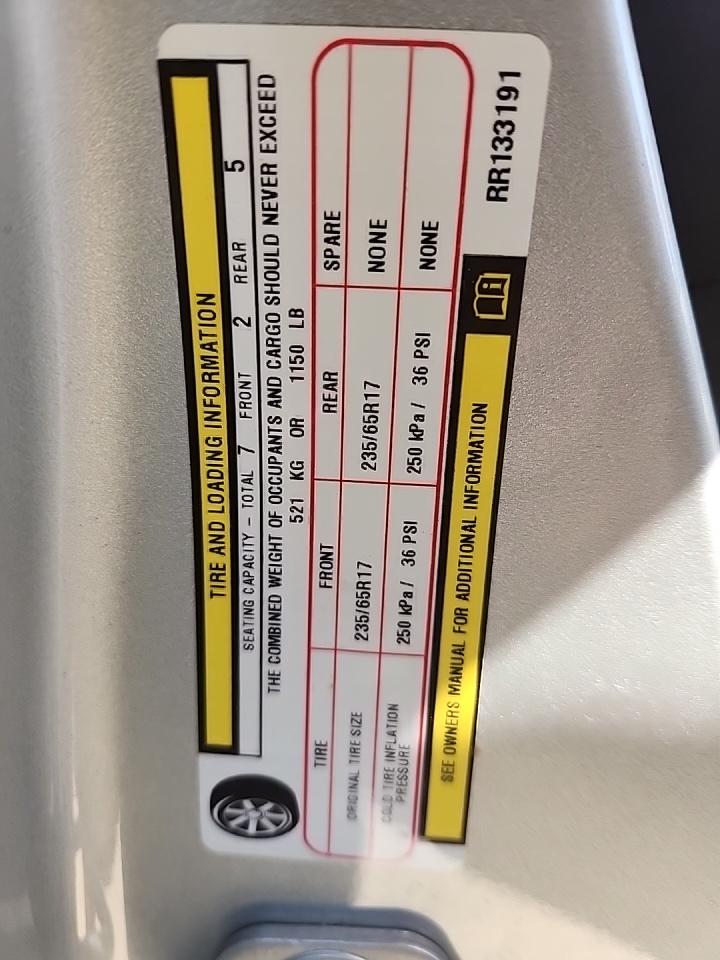 TIRE AND LOADING INFORMATION
SEATING CAPACITY - TOTAL 7 FRONT 2 REAR 5
THE COMBINED WEIGHT OF OCCUPANTS AND CARGO SHOULD NEVER EXCEED
521 KG OR 1150 LB
TIRE FRONT REAR SPARE
ORIGINAL TIRE SIZE 235/65R17 235/65R17 NONE
COLD TIRE INFLATION PRESSURE 250 kPa / 36 PSI 250 kPa / 36 PSI NONE
SEE OWNERS MANUAL FOR ADDITIONAL INFORMATION
RR133191